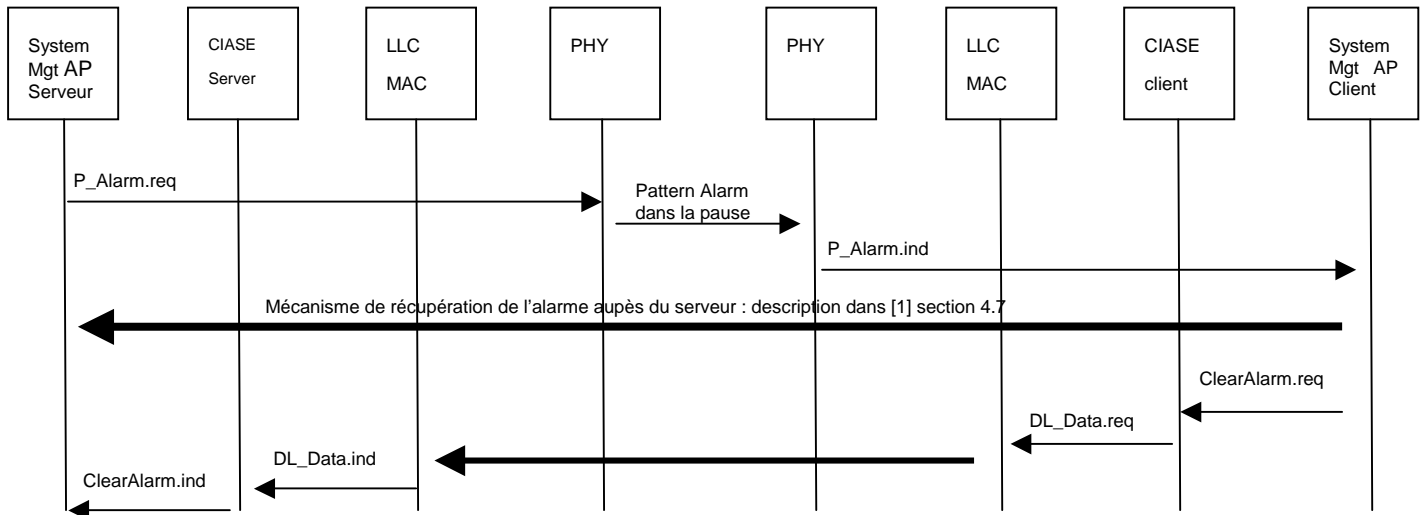 System
Mgt AP
Serveur
CIASE
Server
LLC
MAC
PHY
PHY
LLC
MAC
CIASE
client
System
Mgt AP
Client
P_Alarm.req
Pattern Alarm
dans la pause
P_Alarm.ind
Mécanisme de récupération de l'alarme aupès du serveur : description dans [1] section 4.7
ClearAlarm.req
DL_Data.req
DL_Data.ind
ClearAlarm.ind